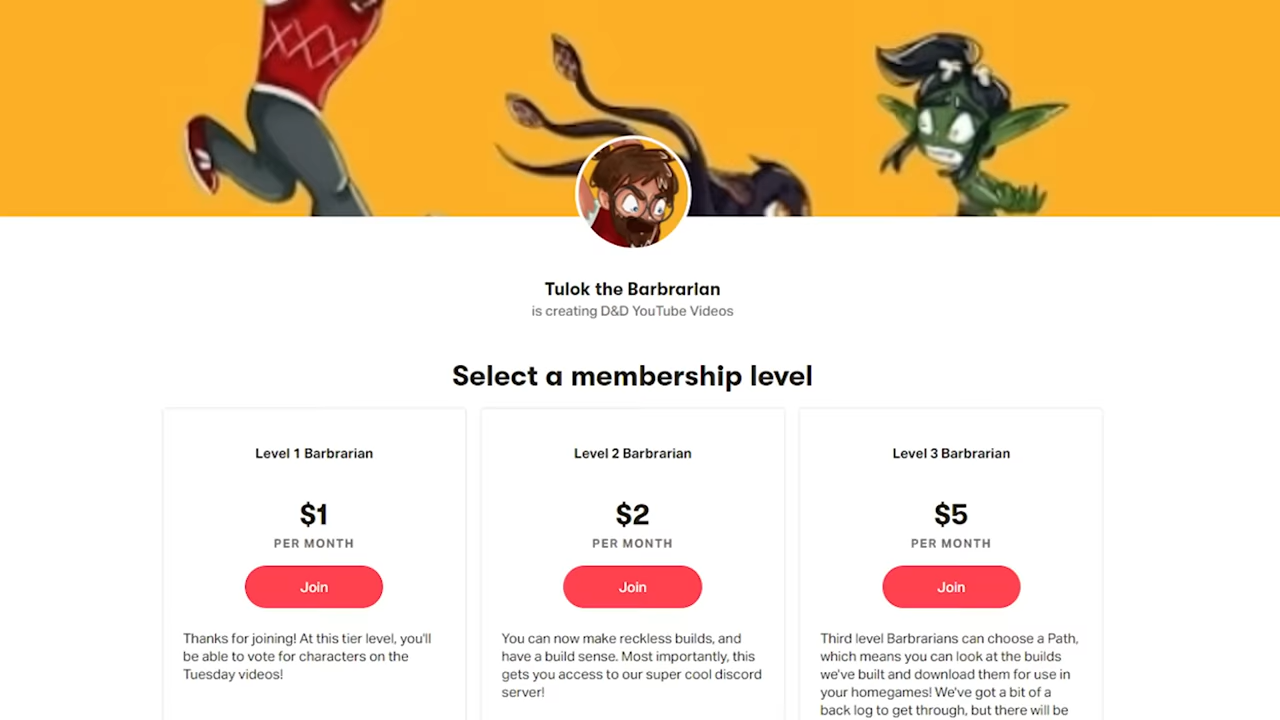 Tulok the Barbrarian
is creating D&D YouTube Videos
Select a membership level
Level 1 Barbrarian
$1
PER MONTH
Join
Thanks for joining! At this tier level, you'll
be able to vote for characters on the
Tuesday videos!
Level 2 Barbrarian
$2
PER MONTH
Join
You can now make reckless builds, and
have a build sense. Most importantly, this
gets you access to our super cool discord
server!
Level 3 Barbrarian
$5
PER MONTH
Join
Third level Barbrarians can choose a Path,
which means you can look at the builds
we've built and download them for use in
your homegames! We've got a bit of a
back log to get through, but there will be